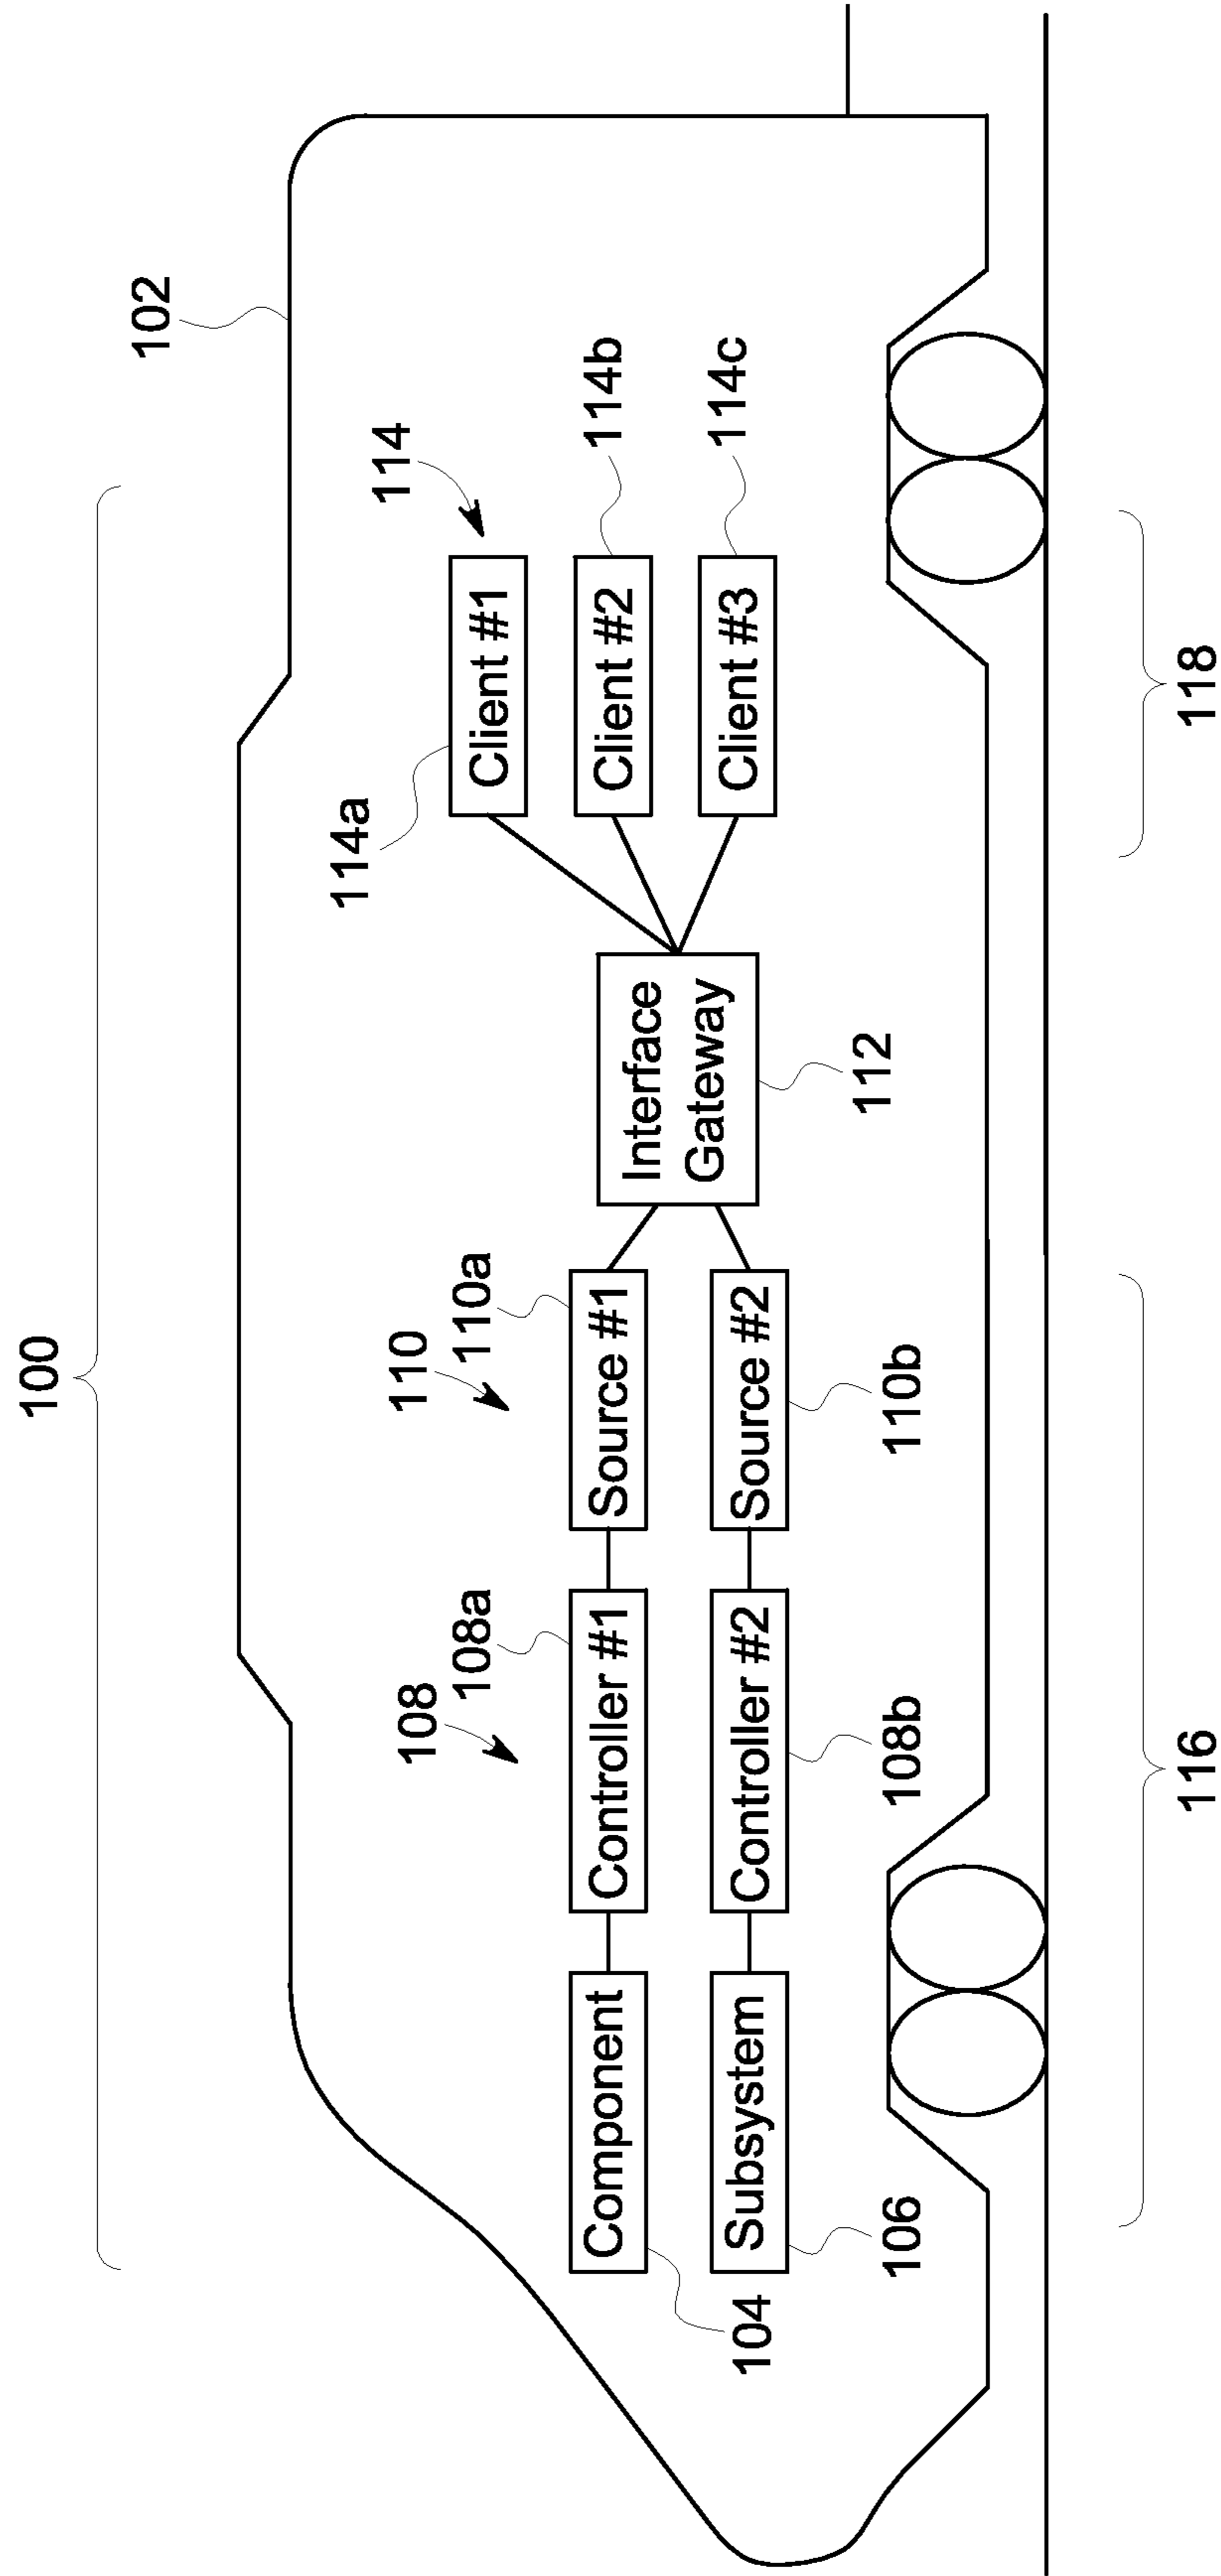 100
102
114
114a
Client #1
114b
Client #2
114c
Client #3
Interface
Gateway
112
110
110a
Source #1
Source #2
110b
108
108a
Controller #1
Controller #2
108b
Component
104
Subsystem
106
116
118